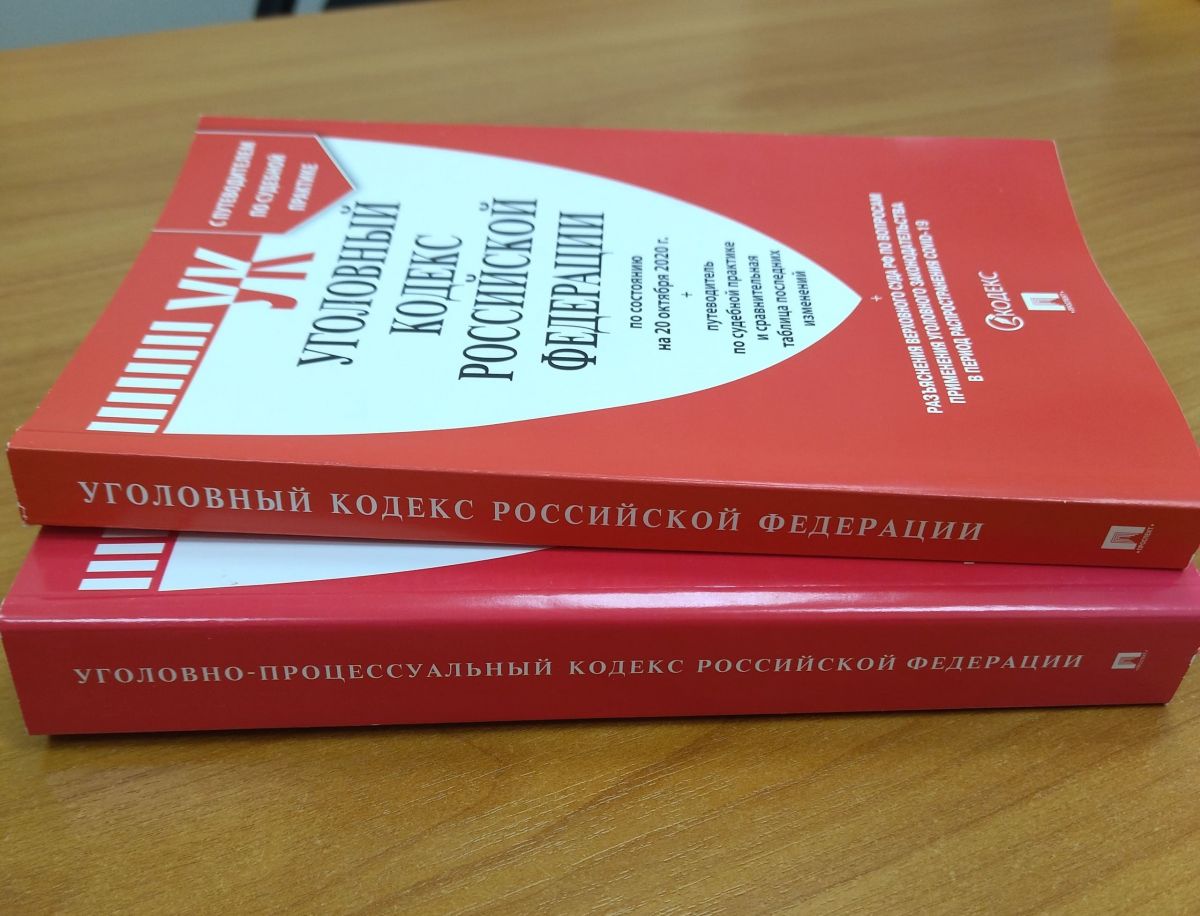 С ПУТЕВОДИТЕЛЕМ
ПО СУДЕБНОЙ
ПРАКТИКЕ
УК
УГОЛОВНЫЙ
КОДЕКС
РОССИЙСКОЙ
ФЕДЕРАЦИИ
по состоянию
на 20 октября 2020 г.
+
путеводитель
по судебной практике
и сравнительная
таблица последних
изменений
+
РАЗЪЯСНЕНИЯ ВЕРХОВНОГО СУДА РФ ПО ВОПРОСАМ
ПРИМЕНЕНИЯ УГОЛОВНОГО ЗАКОНОДАТЕЛЬСТВА
В ПЕРИОД РАСПРОСТРАНЕНИЯ COVID-19
КОДЕКС
•ПРОСПЕКТ•
УГОЛОВНЫЙ КОДЕКС РОССИЙСКОЙ ФЕДЕРАЦИИ
•ПРОСПЕКТ•
УГОЛОВНО-ПРОЦЕССУАЛЬНЫЙ КОДЕКС РОССИЙСКОЙ ФЕДЕРАЦИИ